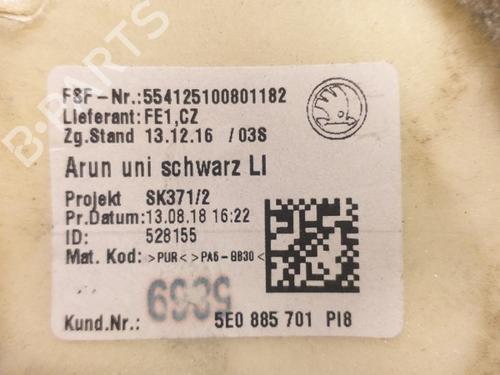 FSF-Nr.:554125100801182
Lieferant:FE1,CZ
Zg.Stand 13.12.16 /03S
Arun uni schwarz LI
Projekt SK371/2
Pr.Datum:13.08.18 16:22
ID: 528155
Mat. Kod: >PUR< >PA6-GB30<
6935
Kund.Nr.: 5E0 885 701 PI8
B-PARTS